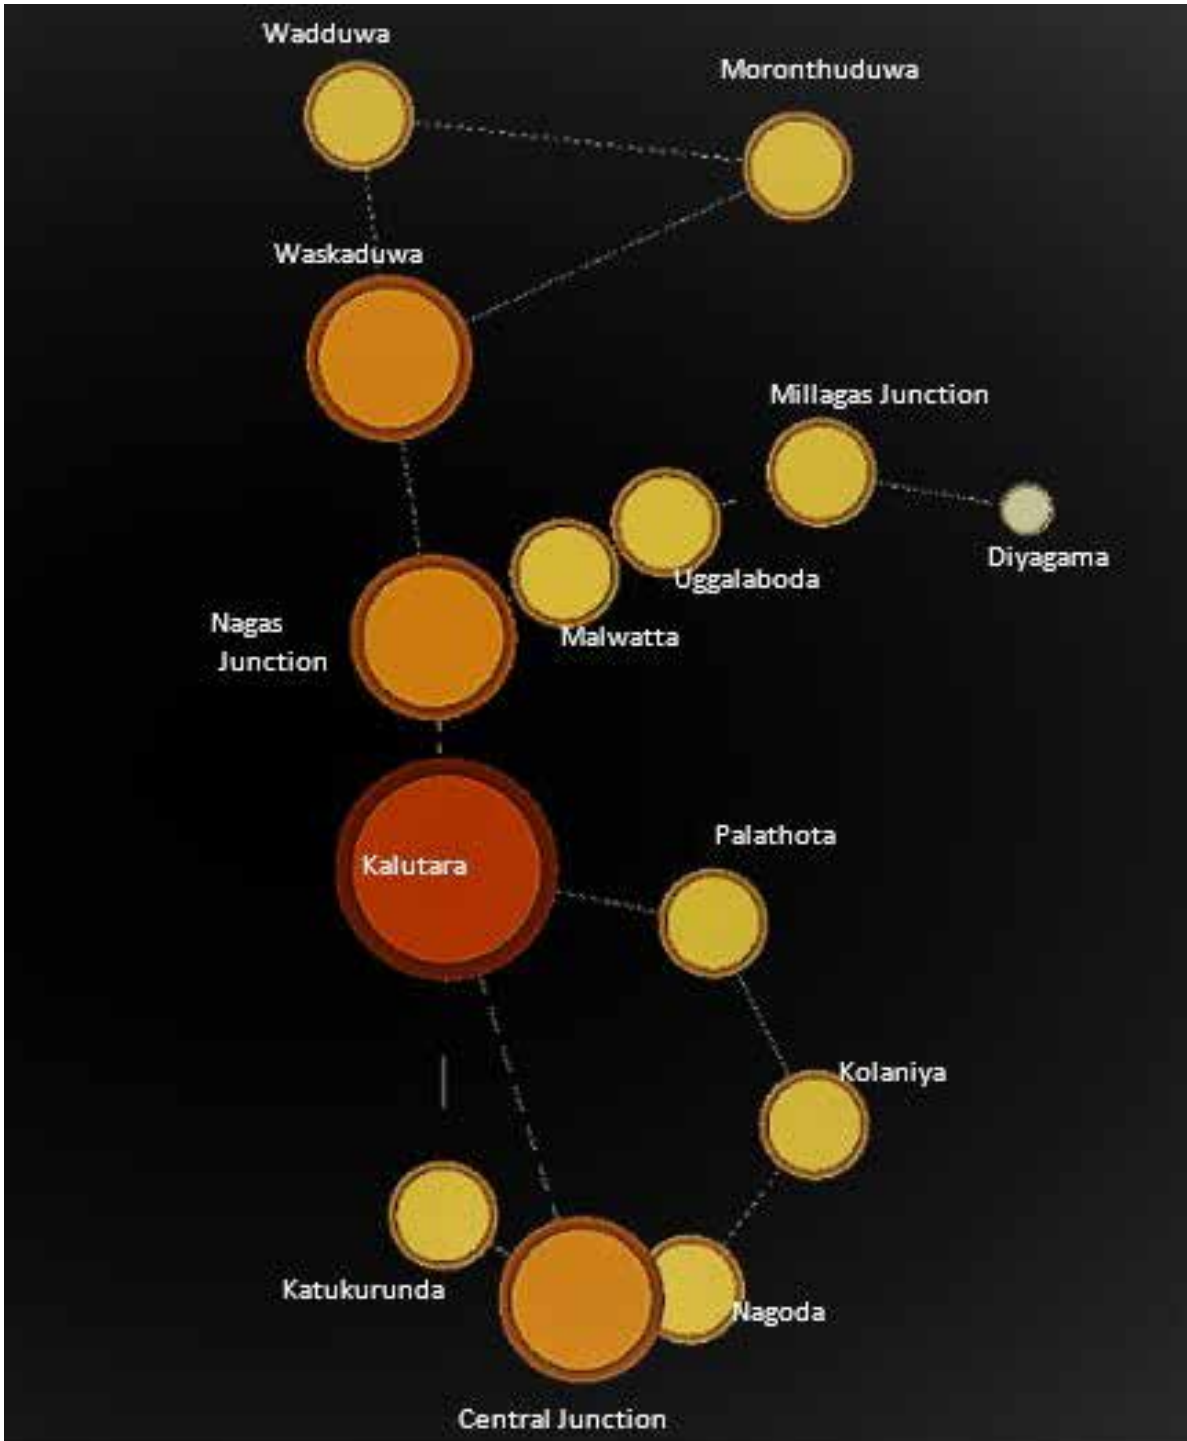 Wadduwa
Moronthuduwa
Waskaduwa
Millagas Junction
Diyagama
Uggalaboda
Malwatta
Nagas
Junction
Palathota
Kalutara
Kolaniya
Katukurunda
Nagoda
Central Junction